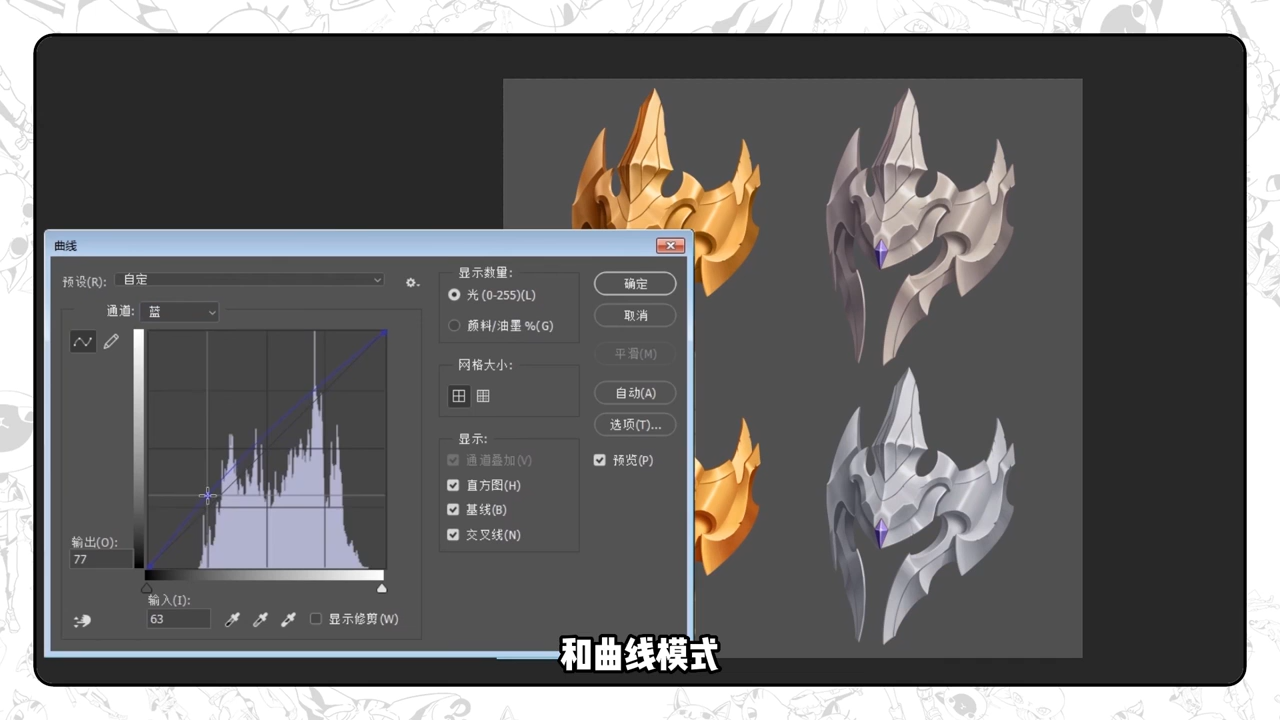 曲线
预设(R): 自定
通道: 蓝
输出(O):
77
输入(I):
63
显示修剪(W)
显示数量:
光 (0-255)(L)
颜料/油墨 %(G)
网格大小:
显示:
通道叠加(V)
直方图(H)
基线(B)
交叉线(N)
确定
取消
平滑(M)
自动(A)
选项(T)...
预览(P)
和曲线模式